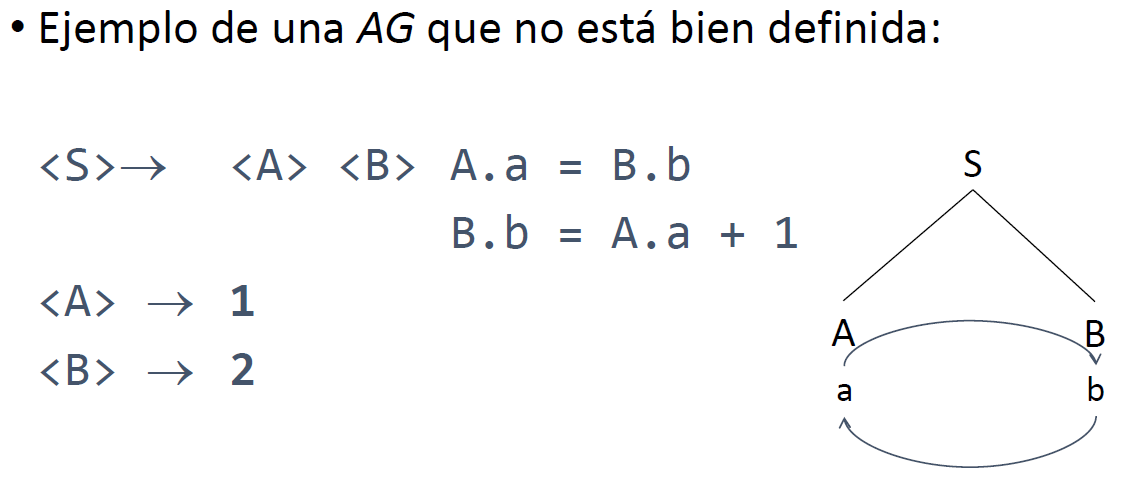 • Ejemplo de una AG que no está bien definida:
<S>→ <A> <B> A.a = B.b
B.b = A.a + 1
<A> → 1
<B> → 2
S
A B
a b